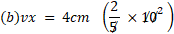 (b)vx = 4cm (2/5 × 10²)